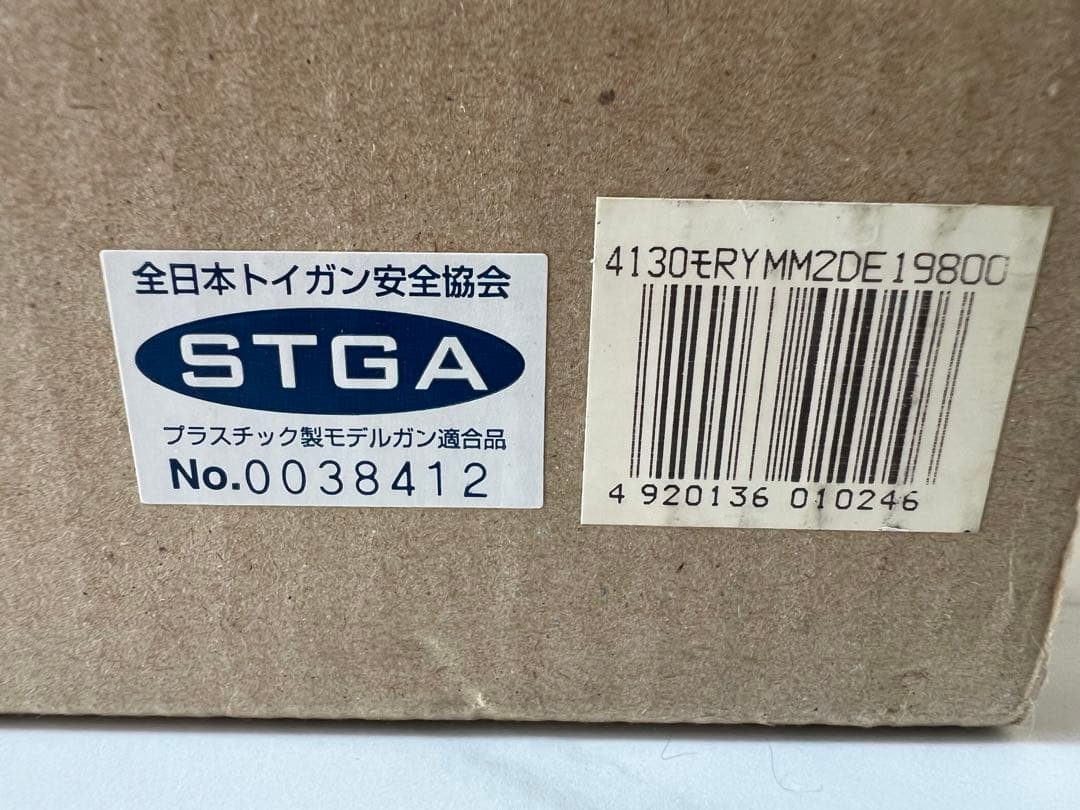 全日本トイガン安全協会
STGA
プラスチック製モデルガン適合品
No.0038412
4130モRYMM2DE19800
4 920136 010246